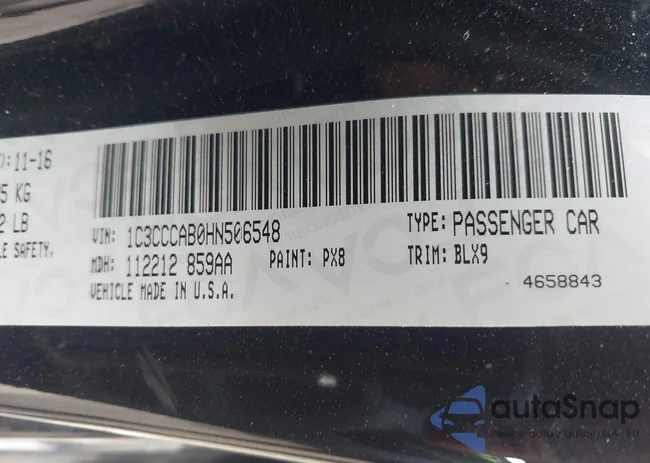 ): 11-16
5 KG
2 LB
LE SAFETY.
VIN: 1C3CCCAB0HN506548
TYPE: PASSENGER CAR
MDH: 112212 859AA
PAINT: PX8
TRIM: BLX9
VEHICLE MADE IN U.S.A.
4658843
autoSnap